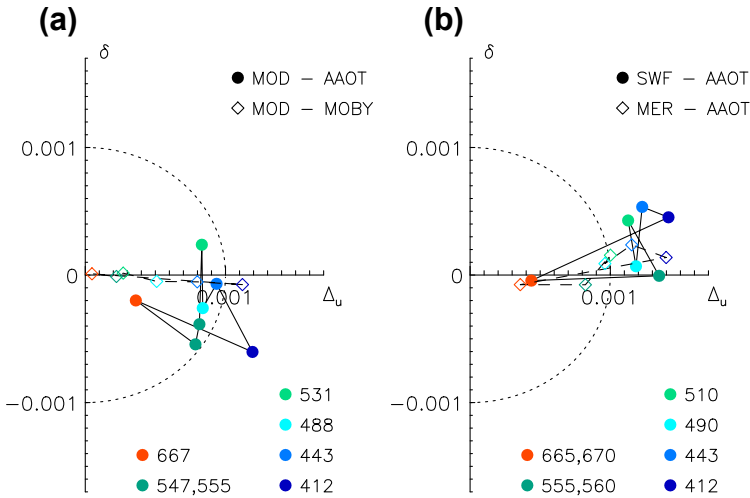 (a)
δ
MOD – AAOT
MOD – MOBY
0.001
0
0.001
Δu
−0.001
531
488
667
443
547,555
412
(b)
δ
SWF – AAOT
MER – AAOT
0.001
0
0.001
Δu
−0.001
510
490
665,670
443
555,560
412